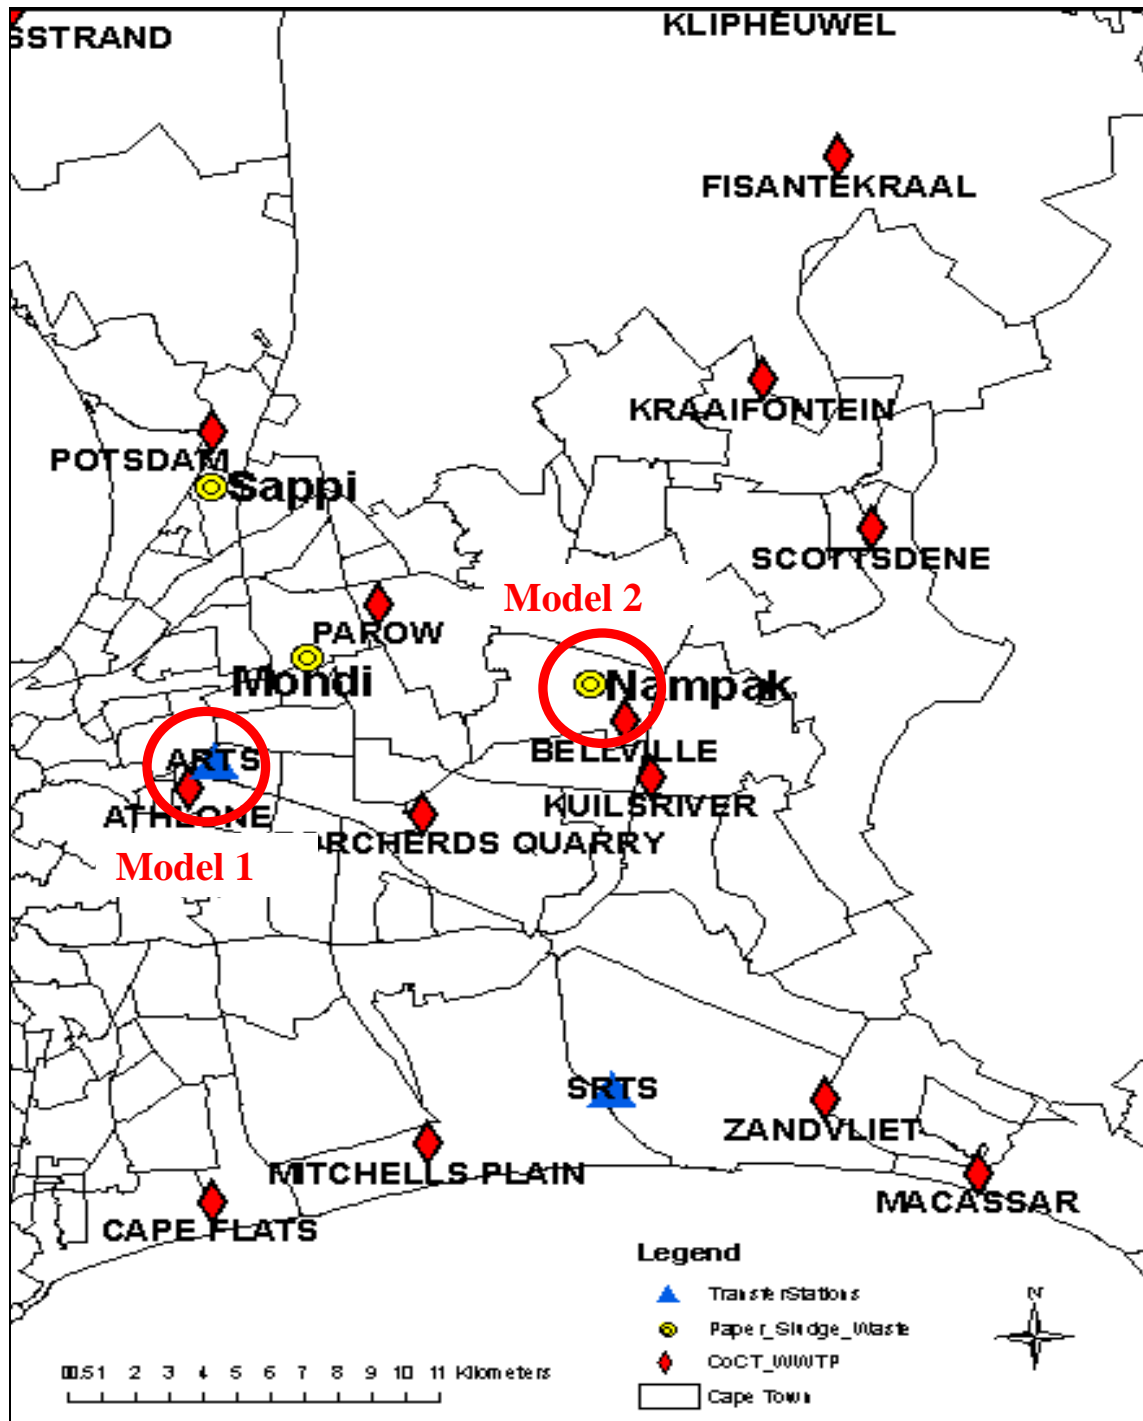 SSTRAND
KLIPHEUWEL
FISANTEKRAAL
KRAAIFONTEIN
POTSDAM
Sappi
SCOTTSDENE
Model 2
PAROW
Mondi
Nampak
BELLVILLE
ARTS
KUILSRIVER
ATHLONE
ORCHERDS QUARRY
Model 1
SRTS
ZANDVLIET
MITCHELLS PLAIN
MACASSAR
CAPE FLATS
Legend
TransferStations
Paper_Sludge_Waste
CoCT_WWTP
Cape Town
N
0 0.5 1 2 3 4 5 6 7 8 9 10 11 Kilometers